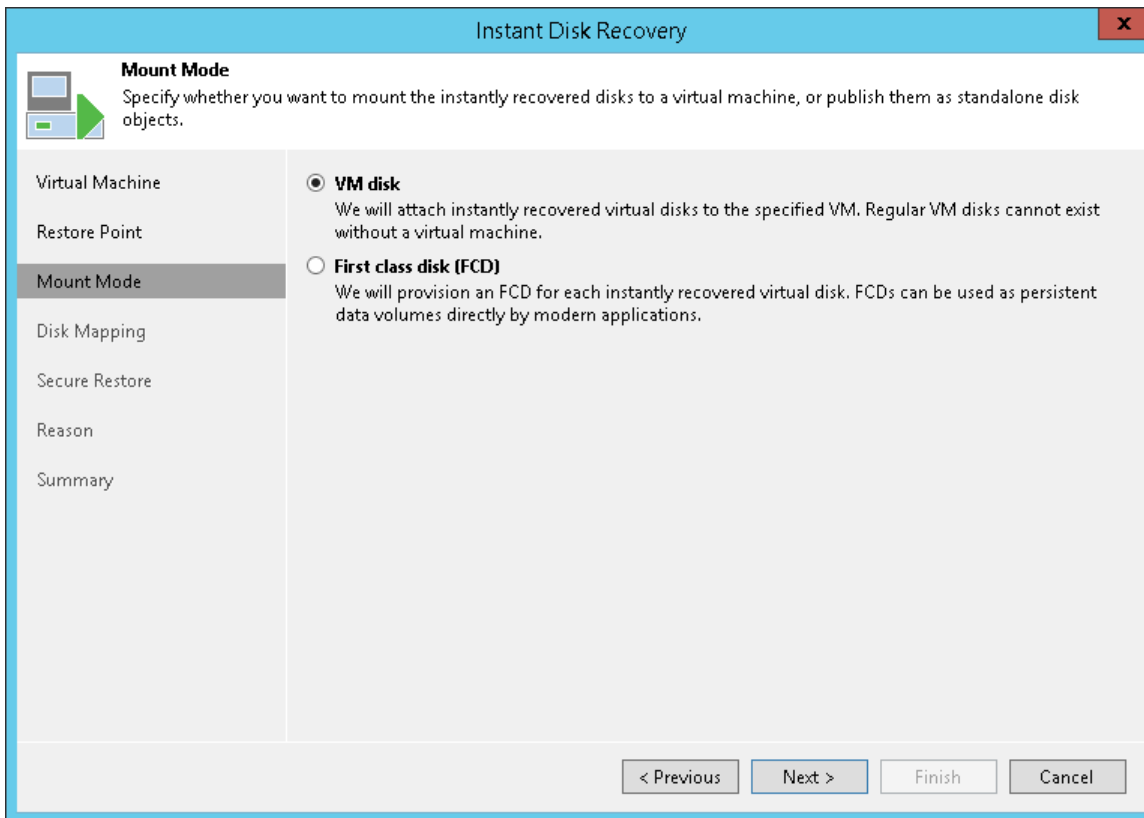 Instant Disk Recovery
X
Mount Mode
Specify whether you want to mount the instantly recovered disks to a virtual machine, or publish them as standalone disk
objects.
Virtual Machine
Restore Point
Mount Mode
Disk Mapping
Secure Restore
Reason
Summary
VM disk
We will attach instantly recovered virtual disks to the specified VM. Regular VM disks cannot exist
without a virtual machine.
First class disk (FCD)
We will provision an FCD for each instantly recovered virtual disk. FCDs can be used as persistent
data volumes directly by modern applications.
< Previous
Next >
Finish
Cancel